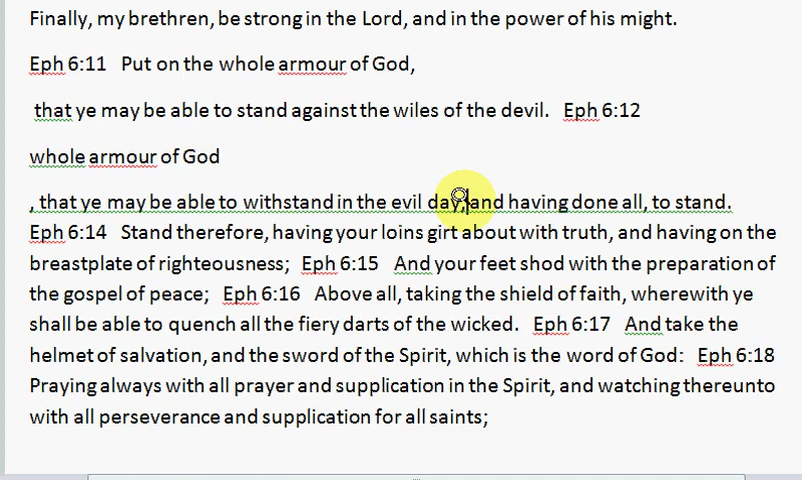 Finally, my brethren, be strong in the Lord, and in the power of his might.
Eph 6:11 Put on the whole armour of God,
that ye may be able to stand against the wiles of the devil. Eph 6:12
whole armour of God
, that ye may be able to withstand in the evil day, and having done all, to stand.
Eph 6:14 Stand therefore, having your loins girt about with truth, and having on the
breastplate of righteousness; Eph 6:15 And your feet shod with the preparation of
the gospel of peace; Eph 6:16 Above all, taking the shield of faith, wherewith ye
shall be able to quench all the fiery darts of the wicked. Eph 6:17 And take the
helmet of salvation, and the sword of the Spirit, which is the word of God: Eph 6:18
Praying always with all prayer and supplication in the Spirit, and watching thereunto
with all perseverance and supplication for all saints;